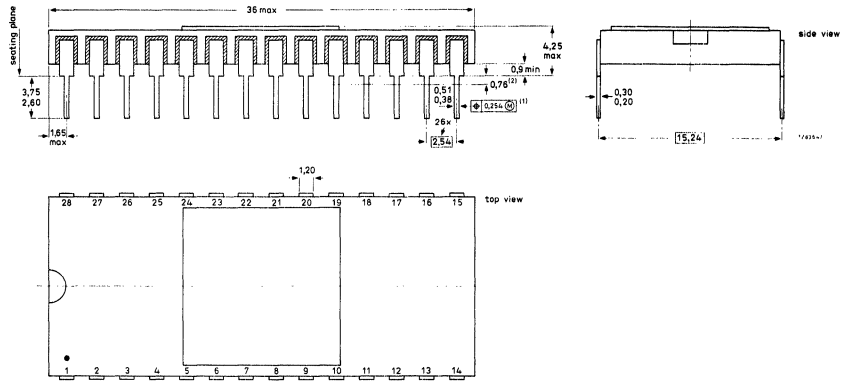 36 max
seating plane
4,25
max
side view
0,9 min
0,76 (2)
3,75
2,60
0,51
0,38
0,254 M (1)
0,30
0,20
1,65
max
26x
2,54
15,24
1,20
top view
28 27 26 25 24 23 22 21 20 19 18 17 16 15
1 2 3 4 5 6 7 8 9 10 11 12 13 14